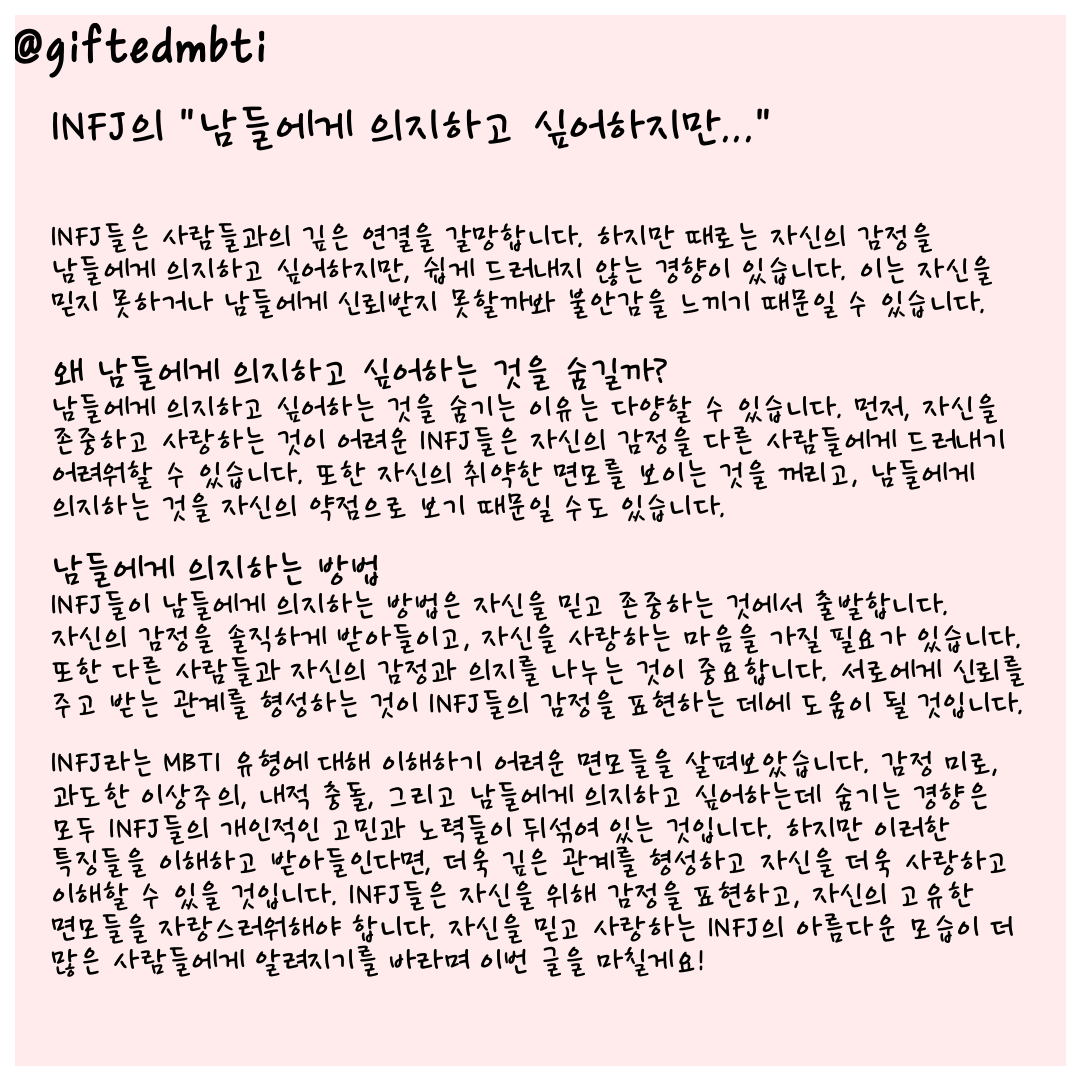 @giftedmbti
INFJ의 "남들에게 의지하고 싶어하지만..."
INFJ들은 사람들과의 깊은 연결을 갈망합니다. 하지만 때로는 자신의 감정을
남들에게 의지하고 싶어하지만, 쉽게 드러내지 않는 경향이 있습니다. 이는 자신을
믿지 못하거나 남들에게 신뢰받지 못할까봐 불안감을 느끼기 때문일 수 있습니다.
왜 남들에게 의지하고 싶어하는 것을 숨길까?
남들에게 의지하고 싶어하는 것을 숨기는 이유는 다양할 수 있습니다. 먼저, 자신을
존중하고 사랑하는 것이 어려운 INFJ들은 자신의 감정을 다른 사람들에게 드러내기
어려워할 수 있습니다. 또한 자신의 취약한 면모를 보이는 것을 꺼리고, 남들에게
의지하는 것을 자신의 약점으로 보기 때문일 수도 있습니다.
남들에게 의지하는 방법
INFJ들이 남들에게 의지하는 방법은 자신을 믿고 존중하는 것에서 출발합니다.
자신의 감정을 솔직하게 받아들이고, 자신을 사랑하는 마음을 가질 필요가 있습니다.
또한 다른 사람들과 자신의 감정과 의지를 나누는 것이 중요합니다. 서로에게 신뢰를
주고 받는 관계를 형성하는 것이 INFJ들의 감정을 표현하는 데에 도움이 될 것입니다.
INFJ라는 MBTI 유형에 대해 이해하기 어려운 면모들을 살펴보았습니다. 감정 미로,
과도한 이상주의, 내적 충돌, 그리고 남들에게 의지하고 싶어하는데 숨기는 경향은
모두 INFJ들의 개인적인 고민과 노력들이 뒤섞여 있는 것입니다. 하지만 이러한
특징들을 이해하고 받아들인다면, 더욱 깊은 관계를 형성하고 자신을 더욱 사랑하고
이해할 수 있을 것입니다. INFJ들은 자신을 위해 감정을 표현하고, 자신의 고유한
면모들을 자랑스러워해야 합니다. 자신을 믿고 사랑하는 INFJ의 아름다운 모습이 더
많은 사람들에게 알려지기를 바라며 이번 글을 마칠게요!